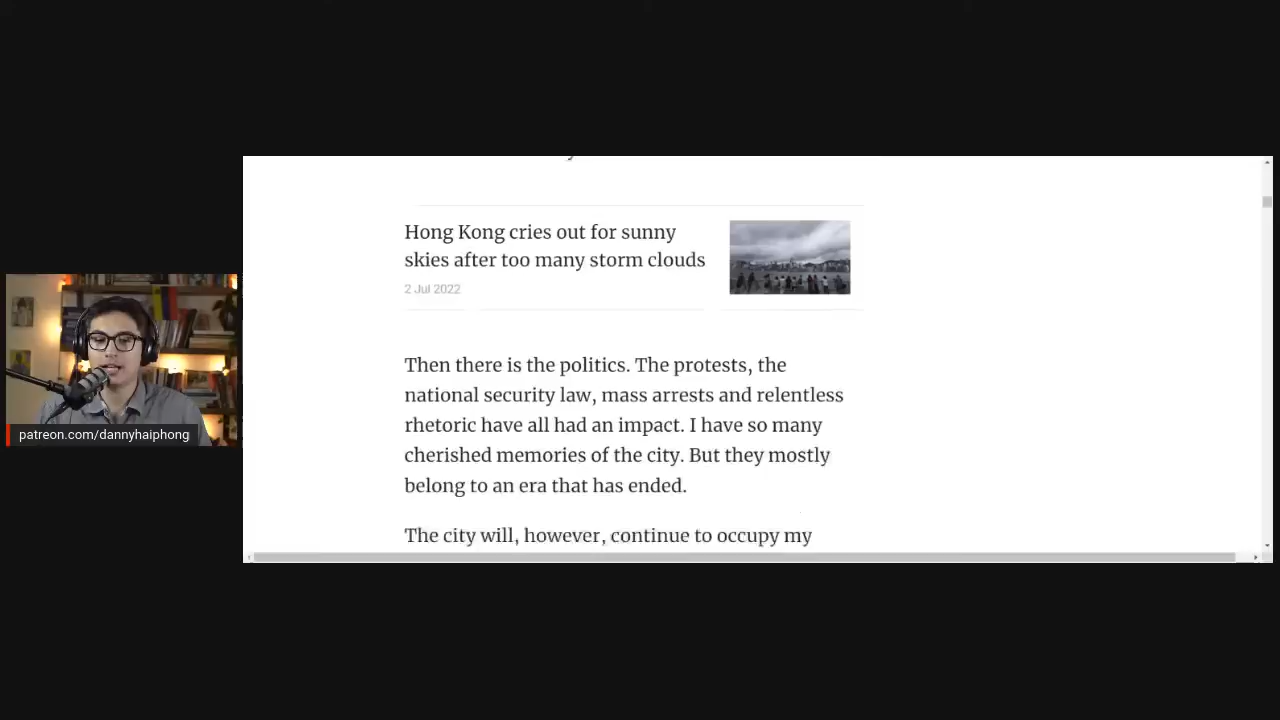 Hong Kong cries out for sunny
skies after too many storm clouds
2 Jul 2022
Then there is the politics. The protests, the
national security law, mass arrests and relentless
rhetoric have all had an impact. I have so many
cherished memories of the city. But they mostly
belong to an era that has ended.
The city will, however, continue to occupy my
patreon.com/dannyhaiphong